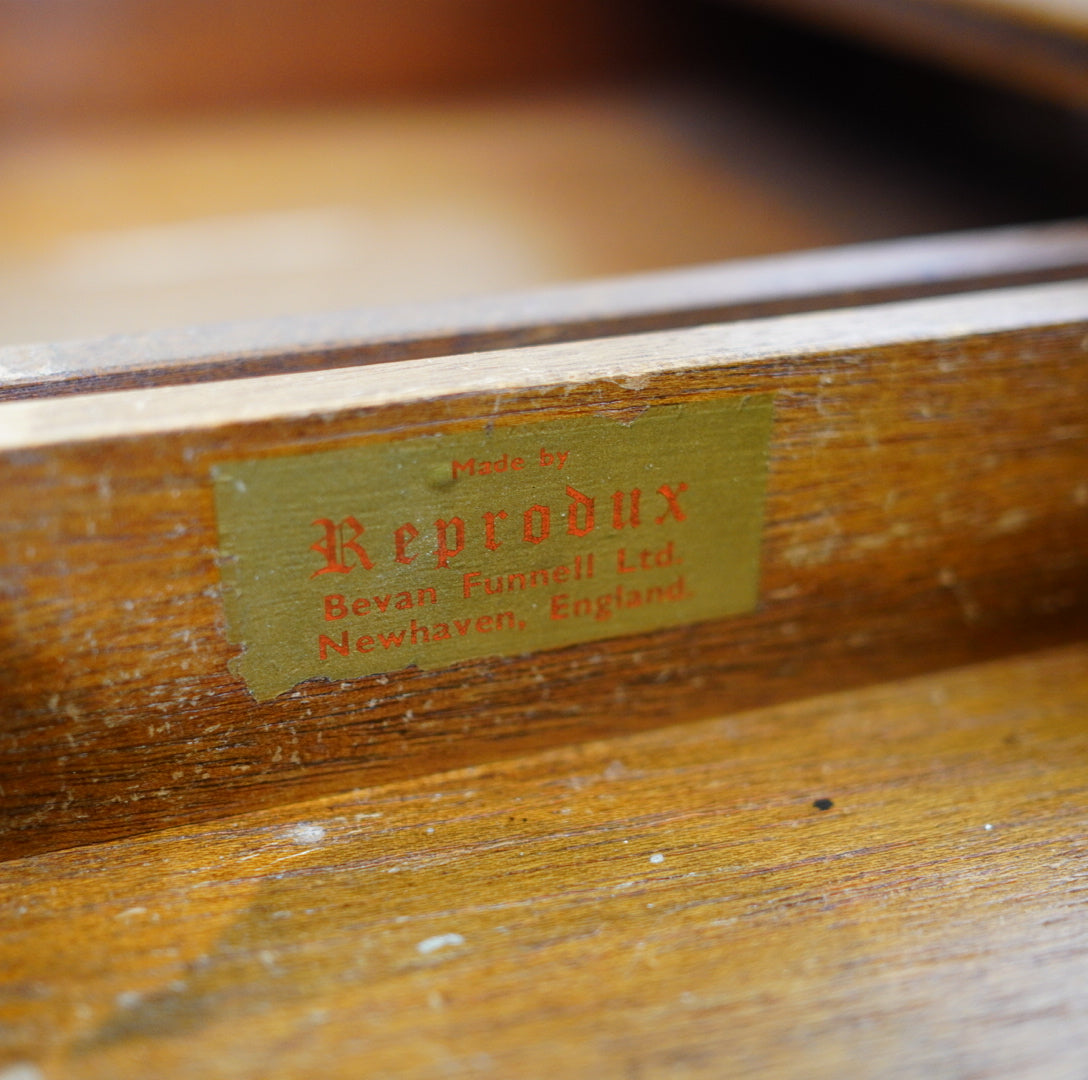 Made by
Reprodux
Bevan Funnell Ltd.
Newhaven, England.